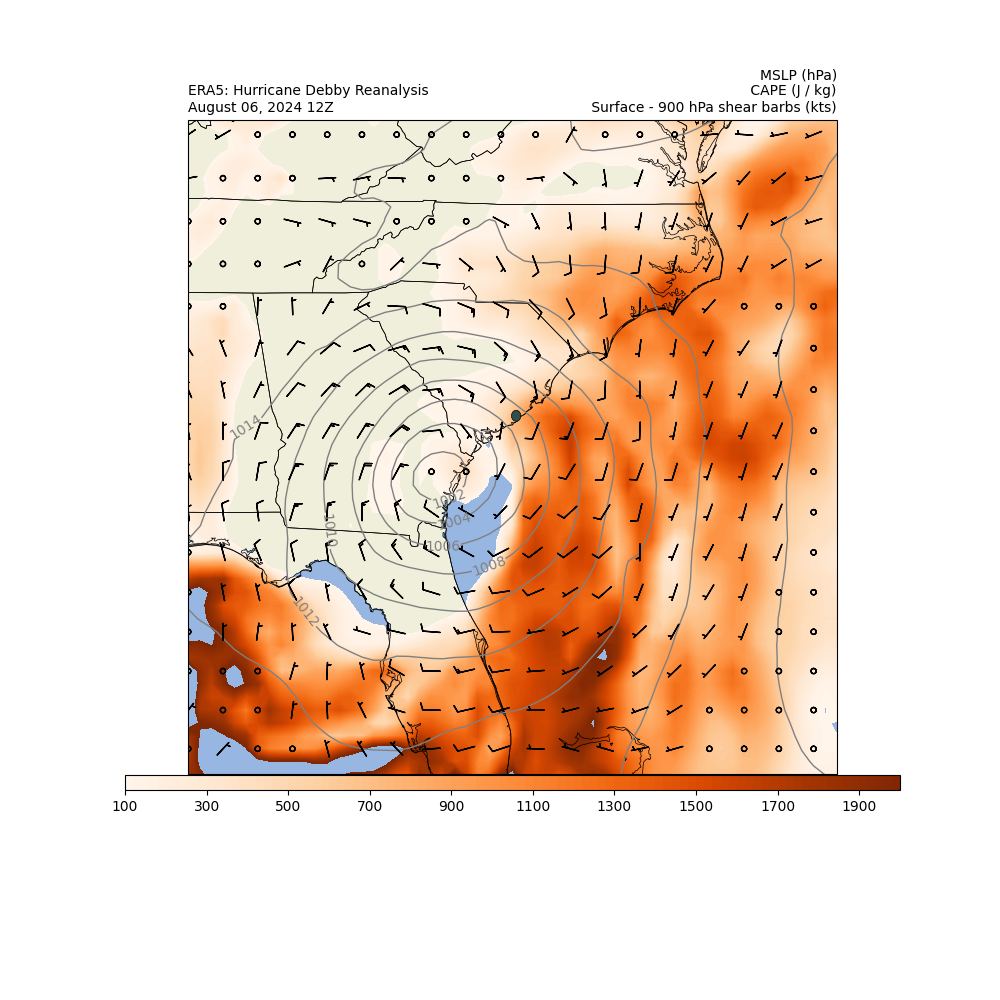 MSLP (hPa)
ERA5: Hurricane Debby Reanalysis
CAPE (J / kg)
August 06, 2024 12Z
Surface - 900 hPa shear barbs (kts)
1014
1002
1004
1010
1006
1008
1012
100 300 500 700 900 1100 1300 1500 1700 1900